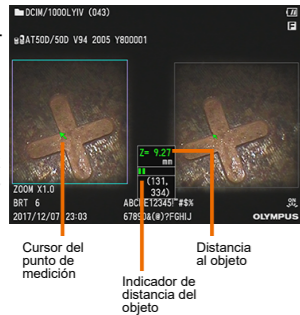 DCIM/1000LYIV (043)
AT50D/50D V94 2005 Y800001
Z= 9.27
mm
(131,
334)
ZOOM X1.0
BRT 6
ABCDE12345!"#$%
2017/12/07 23:03
67890&(@)?FGHIJ
OLYMPUS
Cursor del
punto de
medición
Indicador de
distancia del
objeto
Distancia
al objeto